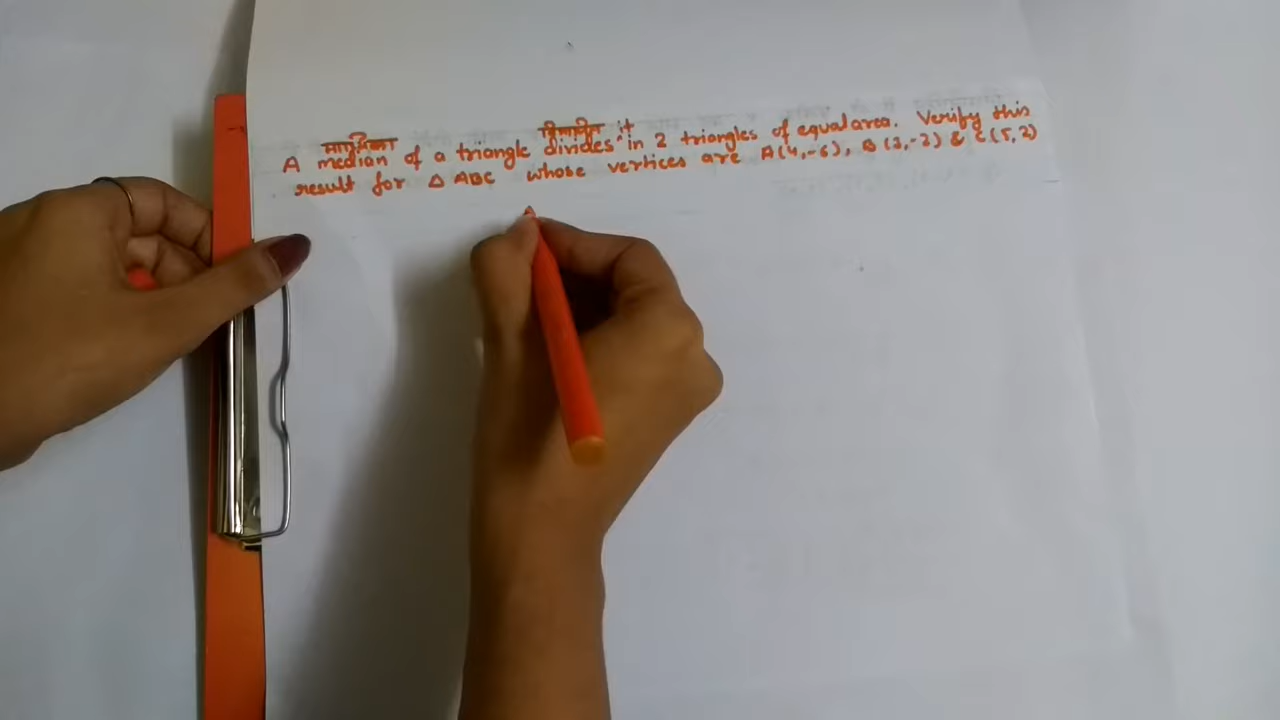 माध्यिका विभाजित it
A median of a triangle divides ^ in 2 triangles of equal area. Verify this
result for △ ABC whose vertices are A(4,-6), B(3,-2) & C(5,2)